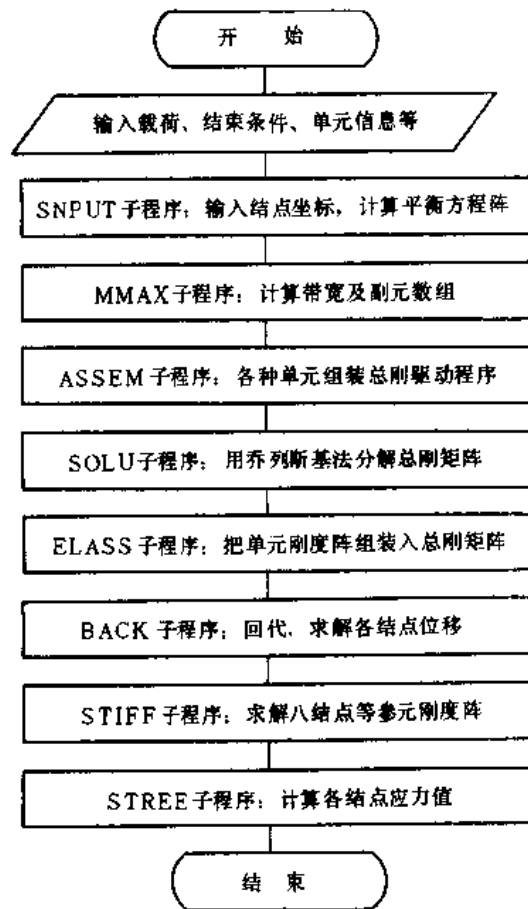 开 始
输入载荷、结束条件、单元信息等
SNPUT子程序；输入结点坐标，计算平衡方程阵
MMAX子程序：计算带宽及副元数组
ASSEM子程序：各种单元组装总刚驱动程序
SOLU子程序；用乔列斯基法分解总刚矩阵
ELASS子程序；把单元刚度阵组装入总刚矩阵
BACK子程序；回代、求解各结点位移
STIFF子程序；求解八结点等参元刚度阵
STREE子程序：计算各结点应力值
结 束